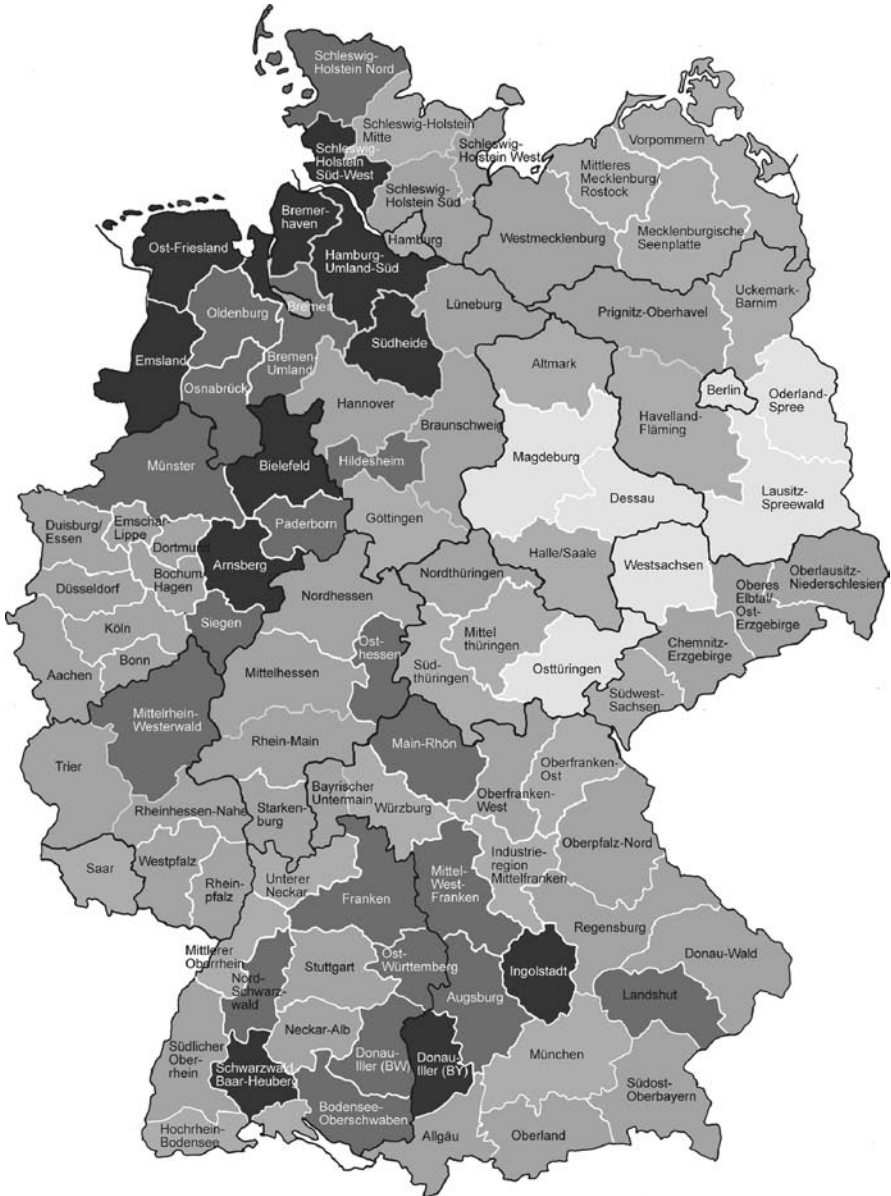 Schleswig-
Holstein Nord
Schleswig-Holstein
Mitte
Schleswig-
Holstein West
Schleswig-
Holstein
Süd-West
Schleswig-
Holstein Süd
Vorpommern
Mittleres
Mecklenburg/
Rostock
Mecklenburgische
Seenplatte
Westmecklenburg
Hamburg
Bremer-
haven
Ost-Friesland
Hamburg-
Umland-Süd
Oldenburg
Bremen
Lüneburg
Prignitz-Oberhavel
Uckemark-
Barnim
Südheide
Emsland
Bremen-
Umland
Osnabrück
Altmark
Berlin
Oderland-
Spree
Hannover
Havelland-
Fläming
Braunschweig
Magdeburg
Münster
Bielefeld
Hildesheim
Dessau
Lausitz-
Spreewald
Paderborn
Göttingen
Duisburg/
Essen
Emschar-
Lippe
Dortmund
Arnsberg
Bochum
Hagen
Düsseldorf
Halle/Saale
Westsachsen
Nordthüringen
Oberlausitz-
Niederschlesien
Oberes
Elbtal/
Ost-
Erzgebirge
Nordhessen
Siegen
Köln
Bonn
Aachen
Ost-
hessen
Mittel
thüringen
Süd-
thüringen
Osttüringen
Chemnitz-
Erzgebirge
Südwest-
Sachsen
Mittelhessen
Mittelrhein-
Westerwald
Rhein-Main
Main-Rhön
Trier
Oberfranken-
Ost
Oberfranken-
West
Bayrischer
Untermain
Würzburg
Rheinhessen-Nahe
Starken-
burg
Saar
Westpfalz
Rhein-
pfalz
Unterer
Neckar
Industrie-
region
Mittelfranken
Oberpfalz-Nord
Mittel-
West-
Franken
Franken
Regensburg
Mittlerer
Oberrhein
Nord-
Schwarz-
wald
Stuttgart
Ost-
Württemberg
Ingolstadt
Donau-Wald
Augsburg
Landshut
Neckar-Alb
Südlicher
Ober-
rhein
Schwarzwald
Baar-Heuberg
Donau-
Iller (BW)
Donau-
Iller (BY)
München
Südost-
Oberbayern
Bodensee-
Oberschwaben
Hochrhein-
Bodensee
Allgäu
Oberland